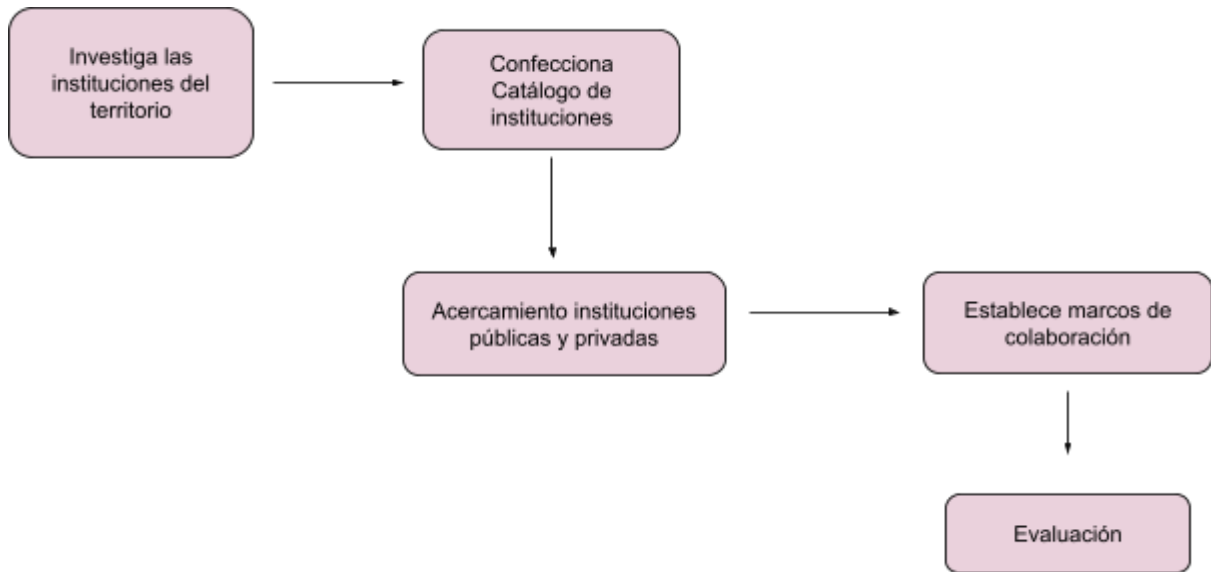 Investiga las
instituciones del
territorio
Confecciona
Catálogo de
instituciones
Acercamiento instituciones
públicas y privadas
Establece marcos de
colaboración
Evaluación